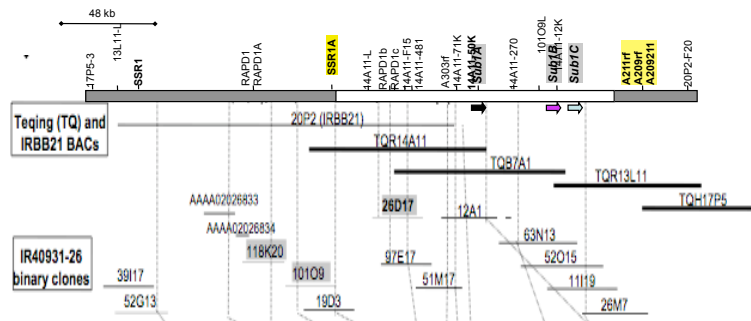 48 kb
17P5-3
13L11-L
SSR1
RAPD1
RAPD1A
SSR1A
44A11-L
RAPD1b
RAPD1c
14A11-F15
14A11-481
A303rf
14A11-71K
14A11-50K
Sub1A
44A11-270
101O9L
Sub1B
14A11-12K
Sub1C
A211rf
A209rf
A209211
20P2-F20
Teqing (TQ) and
IRBB21 BACs
20P2 (IRBB21)
TQR14A11
TQB7A1
TQR13L11
TQH17P5
AAAA02026833
AAAA02026834
118K20
101O9
26D17
12A1
63N13
52O15
11I19
26M7
IR40931-26
binary clones
39I17
52G13
19D3
97E17
51M17